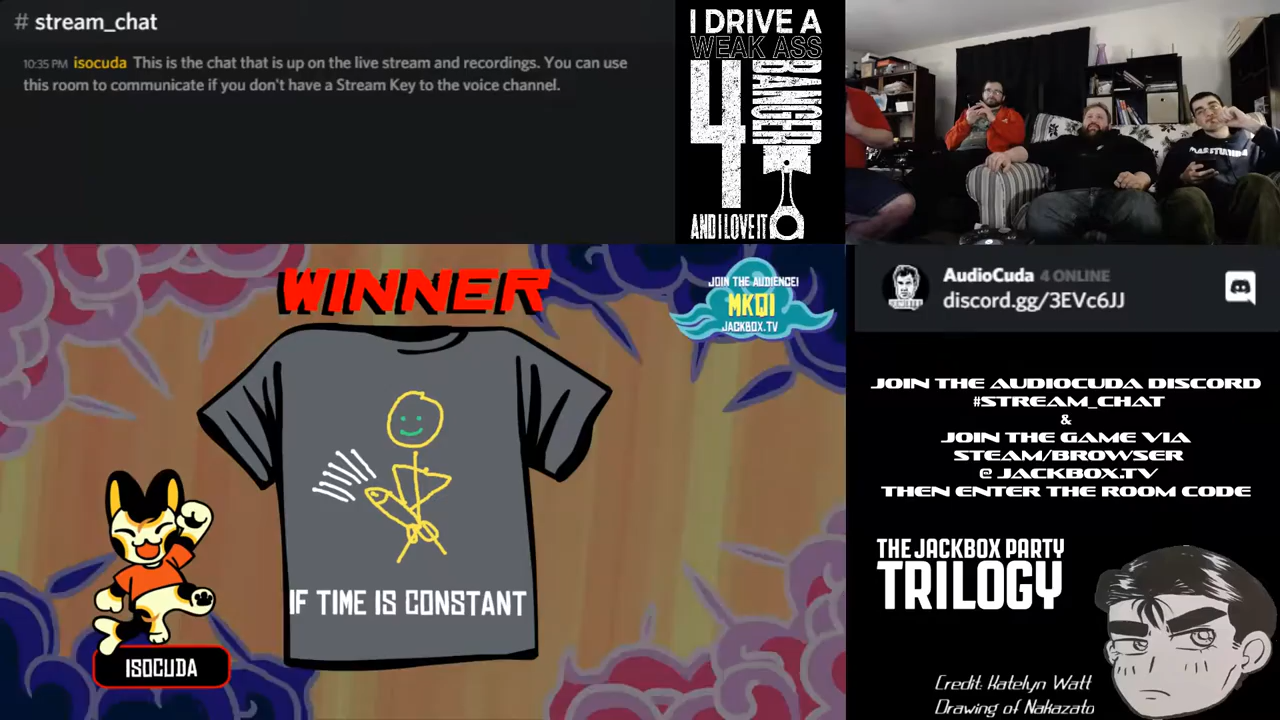 # stream_chat
10:35 PM isocuda This is the chat that is up on the live stream and recordings. You can use
this room to communicate if you don't have a Stream Key to the voice channel.
I DRIVE A
WEAK ASS
4
BANGER
AND I LOVE IT
WINNER
JOIN THE AUDIENCE!
MKQI
JACKBOX.TV
IF TIME IS CONSTANT
ISOCUDA
AudioCuda 4 ONLINE
discord.gg/3EVc6JJ
JOIN THE AUDIOCUDA DISCORD
#STREAM_CHAT
&
JOIN THE GAME VIA
STEAM/BROWSER
@ JACKBOX.TV
THEN ENTER THE ROOM CODE
THE JACKBOX PARTY
TRILOGY
Credit: Katelyn Watt
Drawing of Nakazato